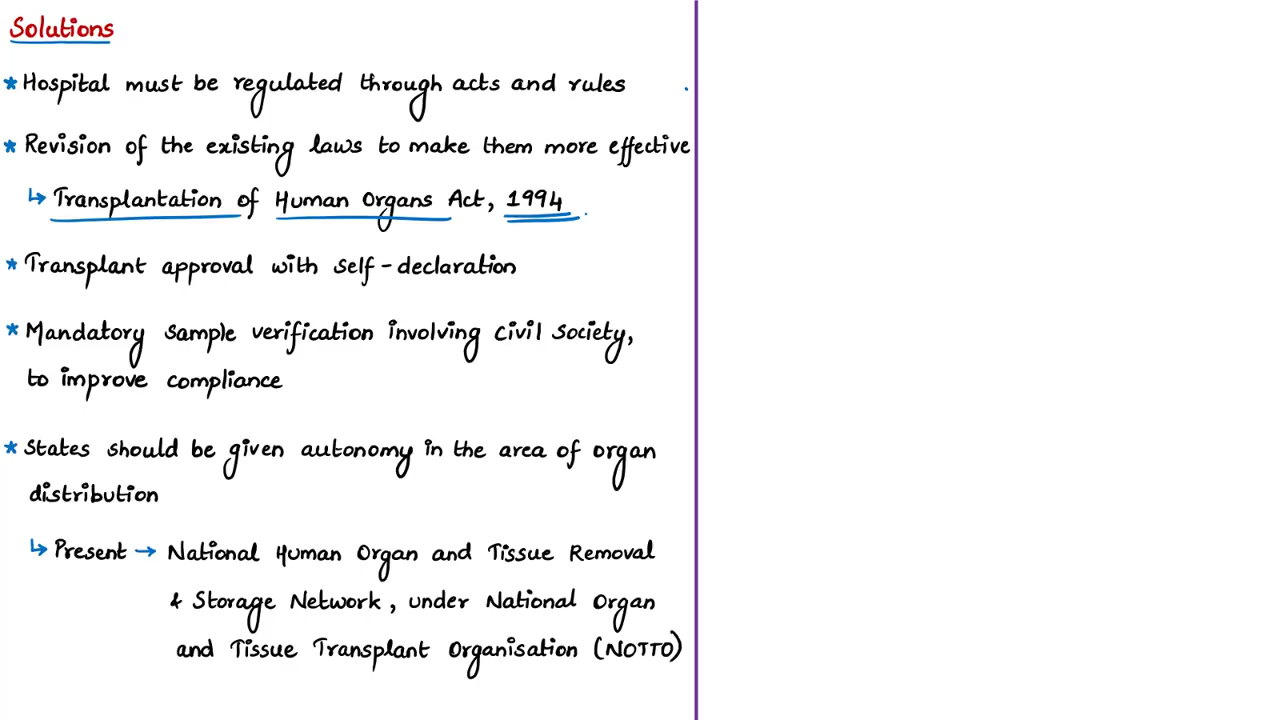 Solutions
* Hospital must be regulated through acts and rules
* Revision of the existing laws to make them more effective
↳ Transplantation of Human Organs Act, 1994
* Transplant approval with self-declaration
* Mandatory sample verification involving civil society,
to improve compliance
* States should be given autonomy in the area of organ
distribution
↳ Present → National Human Organ and Tissue Removal
& Storage Network, under National Organ
and Tissue Transplant Organisation (NOTTO)